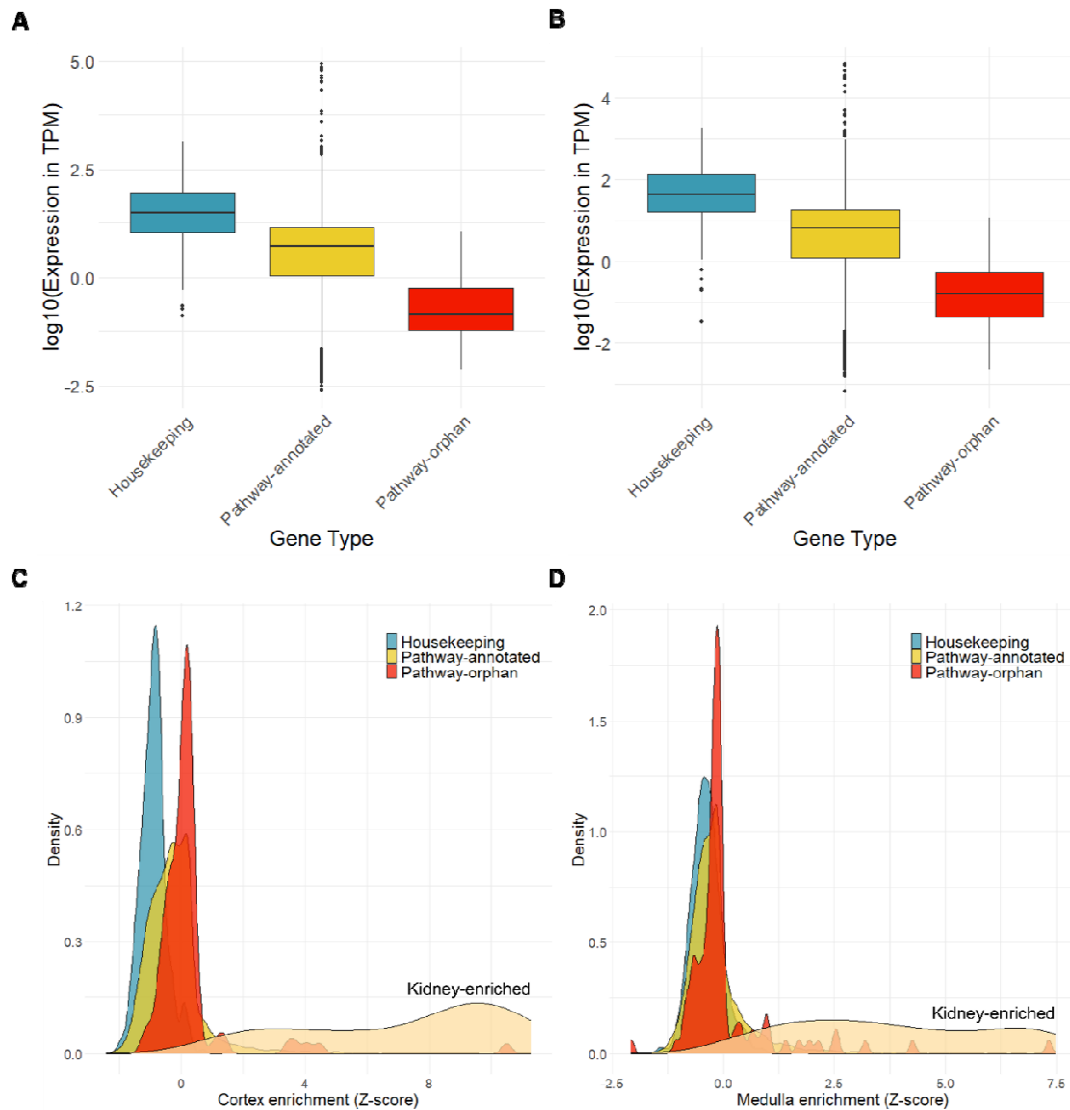 A
log10(Expression in TPM)
5.0
2.5
0.0
-2.5
Housekeeping
Pathway-annotated
Pathway-orphan
Gene Type
B
log10(Expression in TPM)
4
2
0
-2
Housekeeping
Pathway-annotated
Pathway-orphan
Gene Type
C
Density
1.2
0.9
0.6
0.3
0.0
Housekeeping
Pathway-annotated
Pathway-orphan
Kidney-enriched
0
4
8
Cortex enrichment (Z-score)
D
Density
2.0
1.5
1.0
0.5
0.0
Housekeeping
Pathway-annotated
Pathway-orphan
Kidney-enriched
2.5
0.0
2.5
5.0
7.5
Medulla enrichment (Z-score)